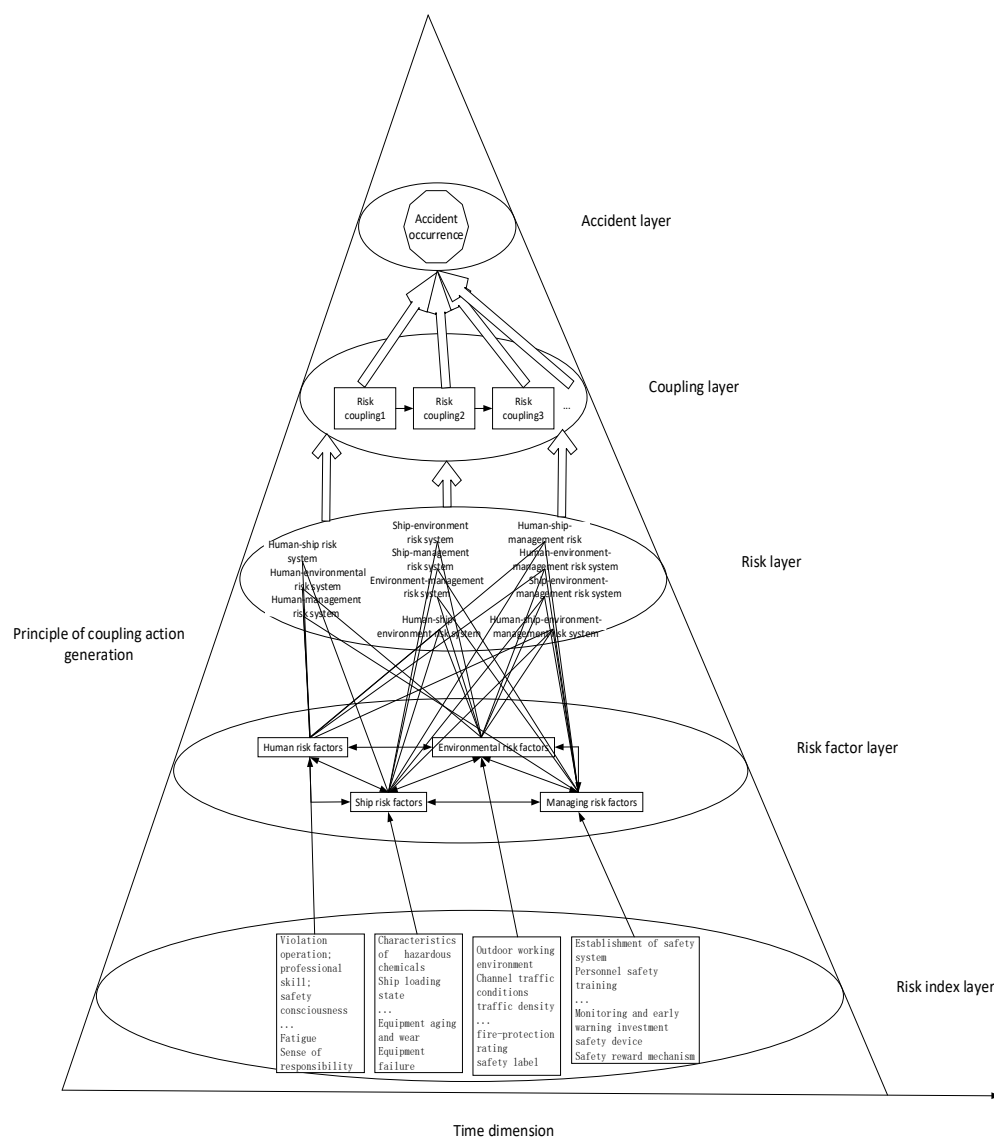 Accident
occurrence
Accident layer
Risk
coupling1
Risk
coupling2
Risk
coupling3
...
Coupling layer
Human-ship risk
system
Human-environmental
risk system
Human-management
risk system
Ship-environment
risk system
Ship-management
risk system
Environment-management
risk system
Human-ship-
environment risk system
Human-ship-
management risk
Human-environment-
management risk system
Ship-environment-
management risk system
Human-ship-environment-
management risk system
Risk layer
Principle of coupling action
generation
Human risk factors
Environmental risk factors
Ship risk factors
Managing risk factors
Risk factor layer
Violation
operation;
professional
skill;
safety
consciousness
...
Fatigue
Sense of
responsibility
Characteristics
of hazardous
chemicals
Ship loading
state
...
Equipment aging
and wear
Equipment
failure
Outdoor working
environment
Channel traffic
conditions
traffic density
...
fire-protection
rating
safety label
Establishment of safety
system
Personnel safety
training
...
Monitoring and early
warning investment
safety device
Safety reward mechanism
Risk index layer
Time dimension